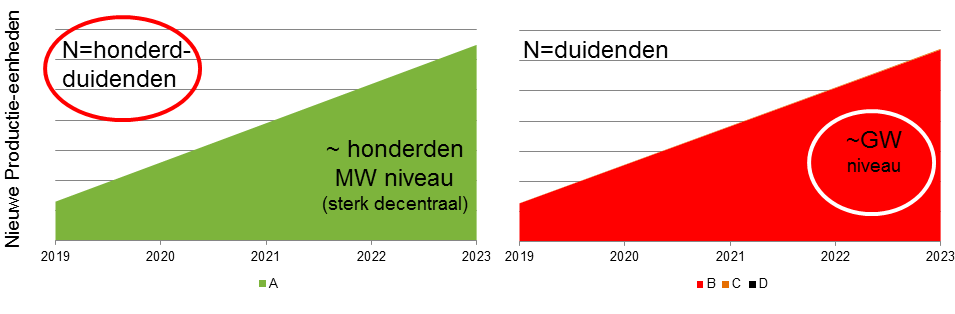 Nieuwe Productie-eenheden
N=honderd-
duidenden
~ honderden
MW niveau
(sterk decentraal)
2019 2020 2021 2022 2023
A
N=duidenden
~GW
niveau
2019 2020 2021 2022 2023
B C D